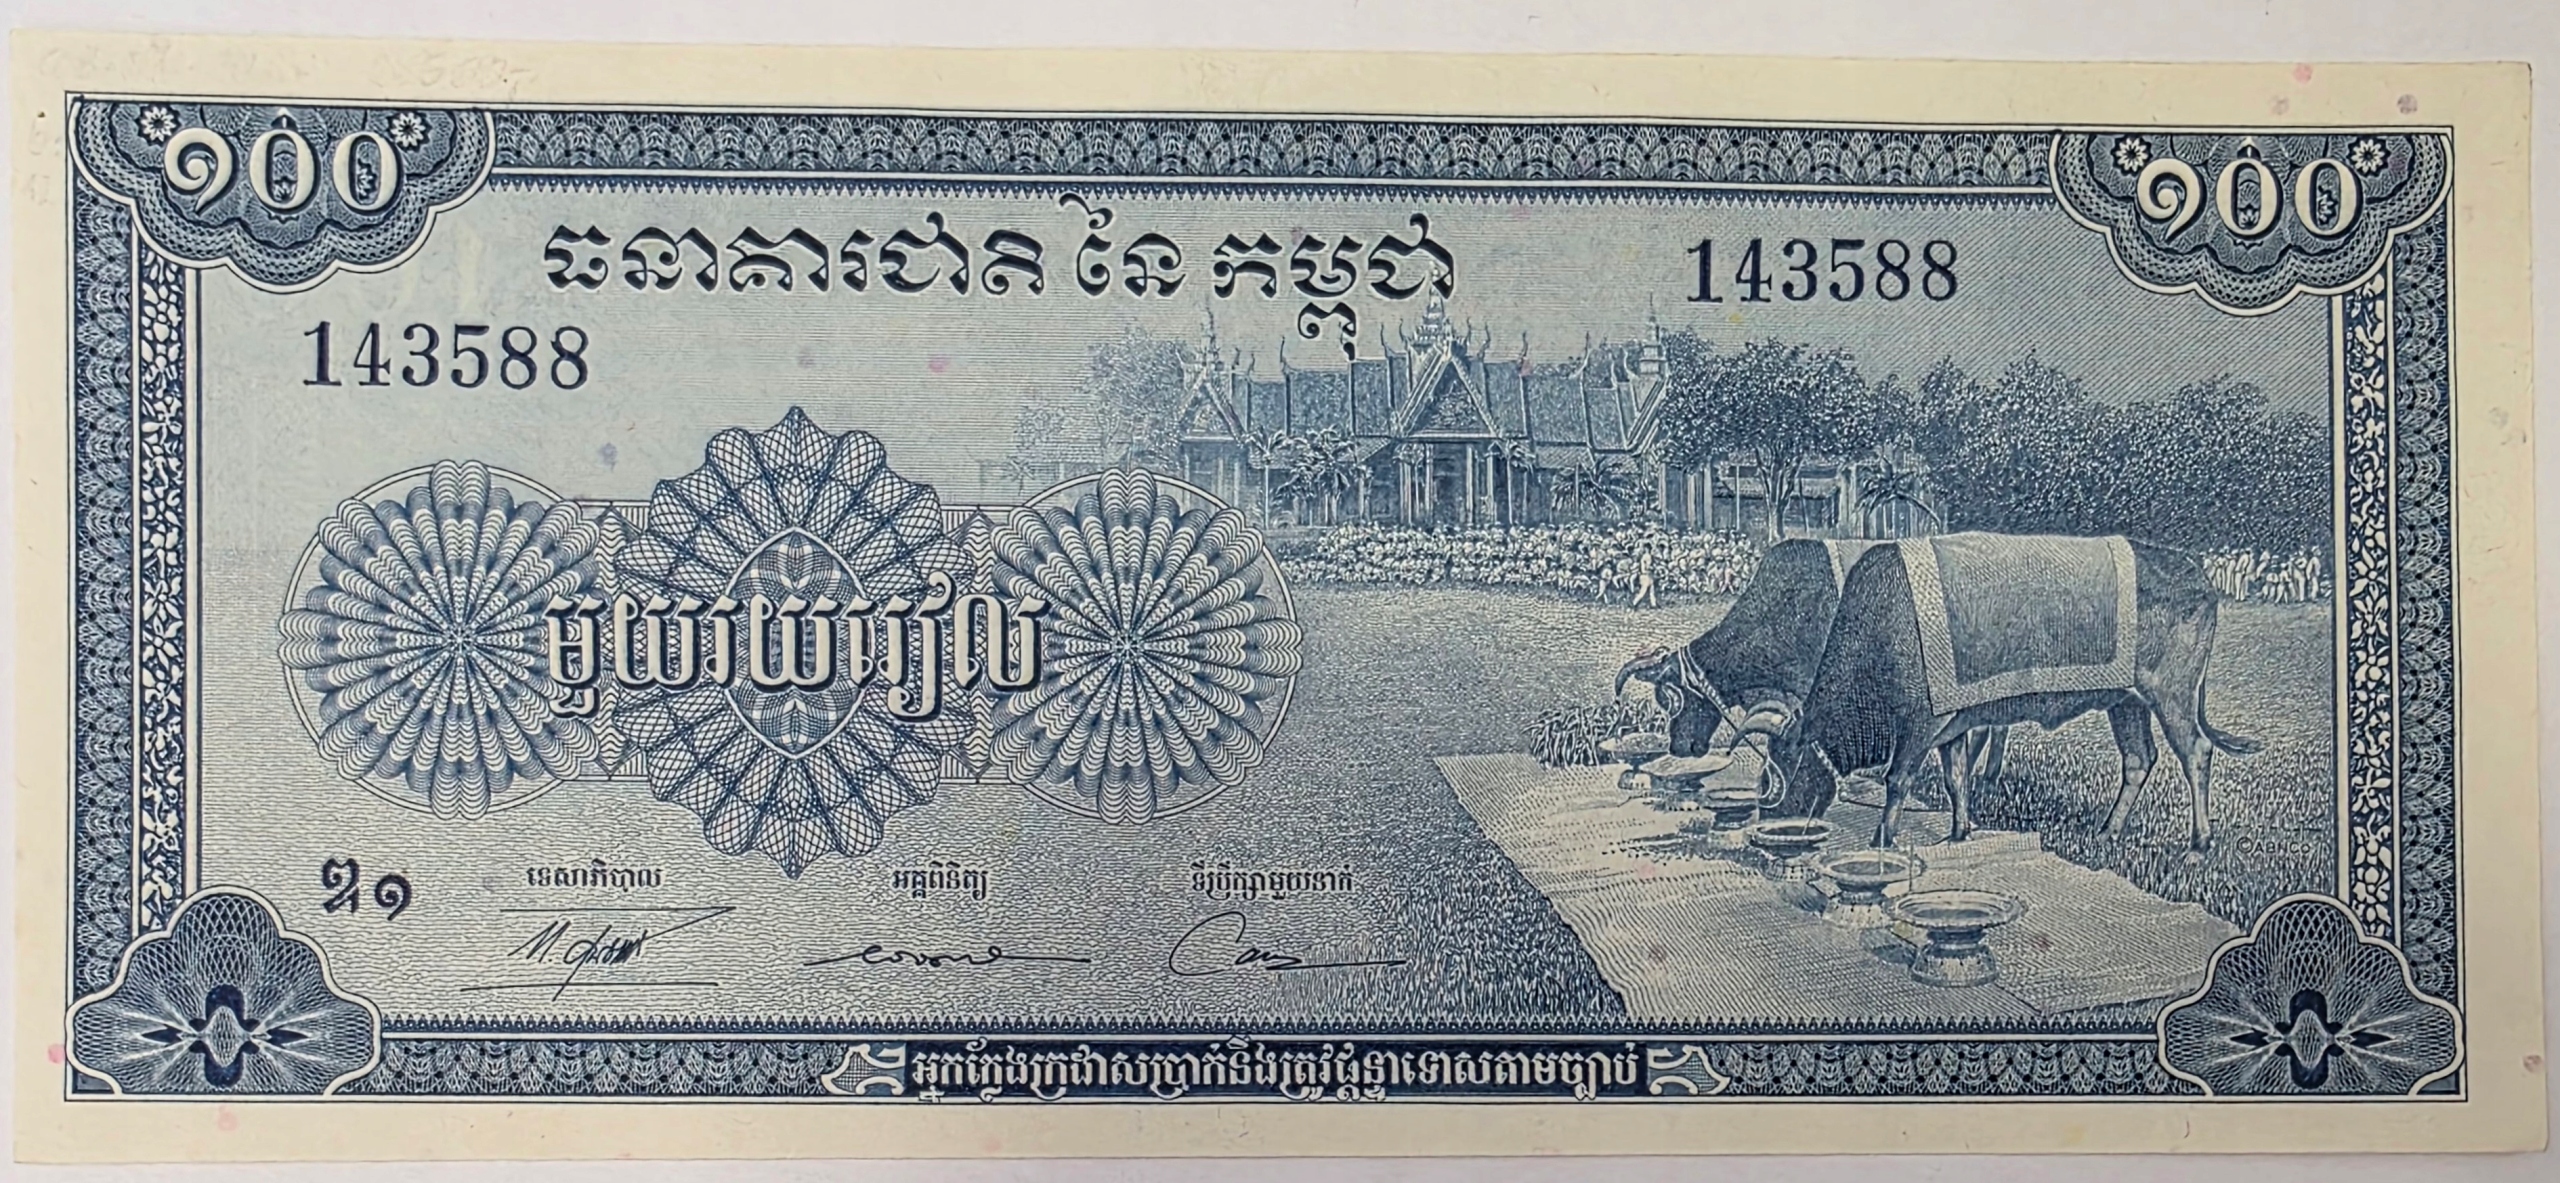 ១០០
១០០
ធនាគារជាតិ នៃ កម្ពុជា
143588
143588
មួយរយរៀល
ឰ១
ទេសាភិបាល
អគ្គពិនិត្យ
ទីប្រឹក្សាមួយនាក់
©ABNCO
អ្នកក្លែងក្រដាសប្រាក់នឹងត្រូវផ្ដន្ទាទោសតាមច្បាប់